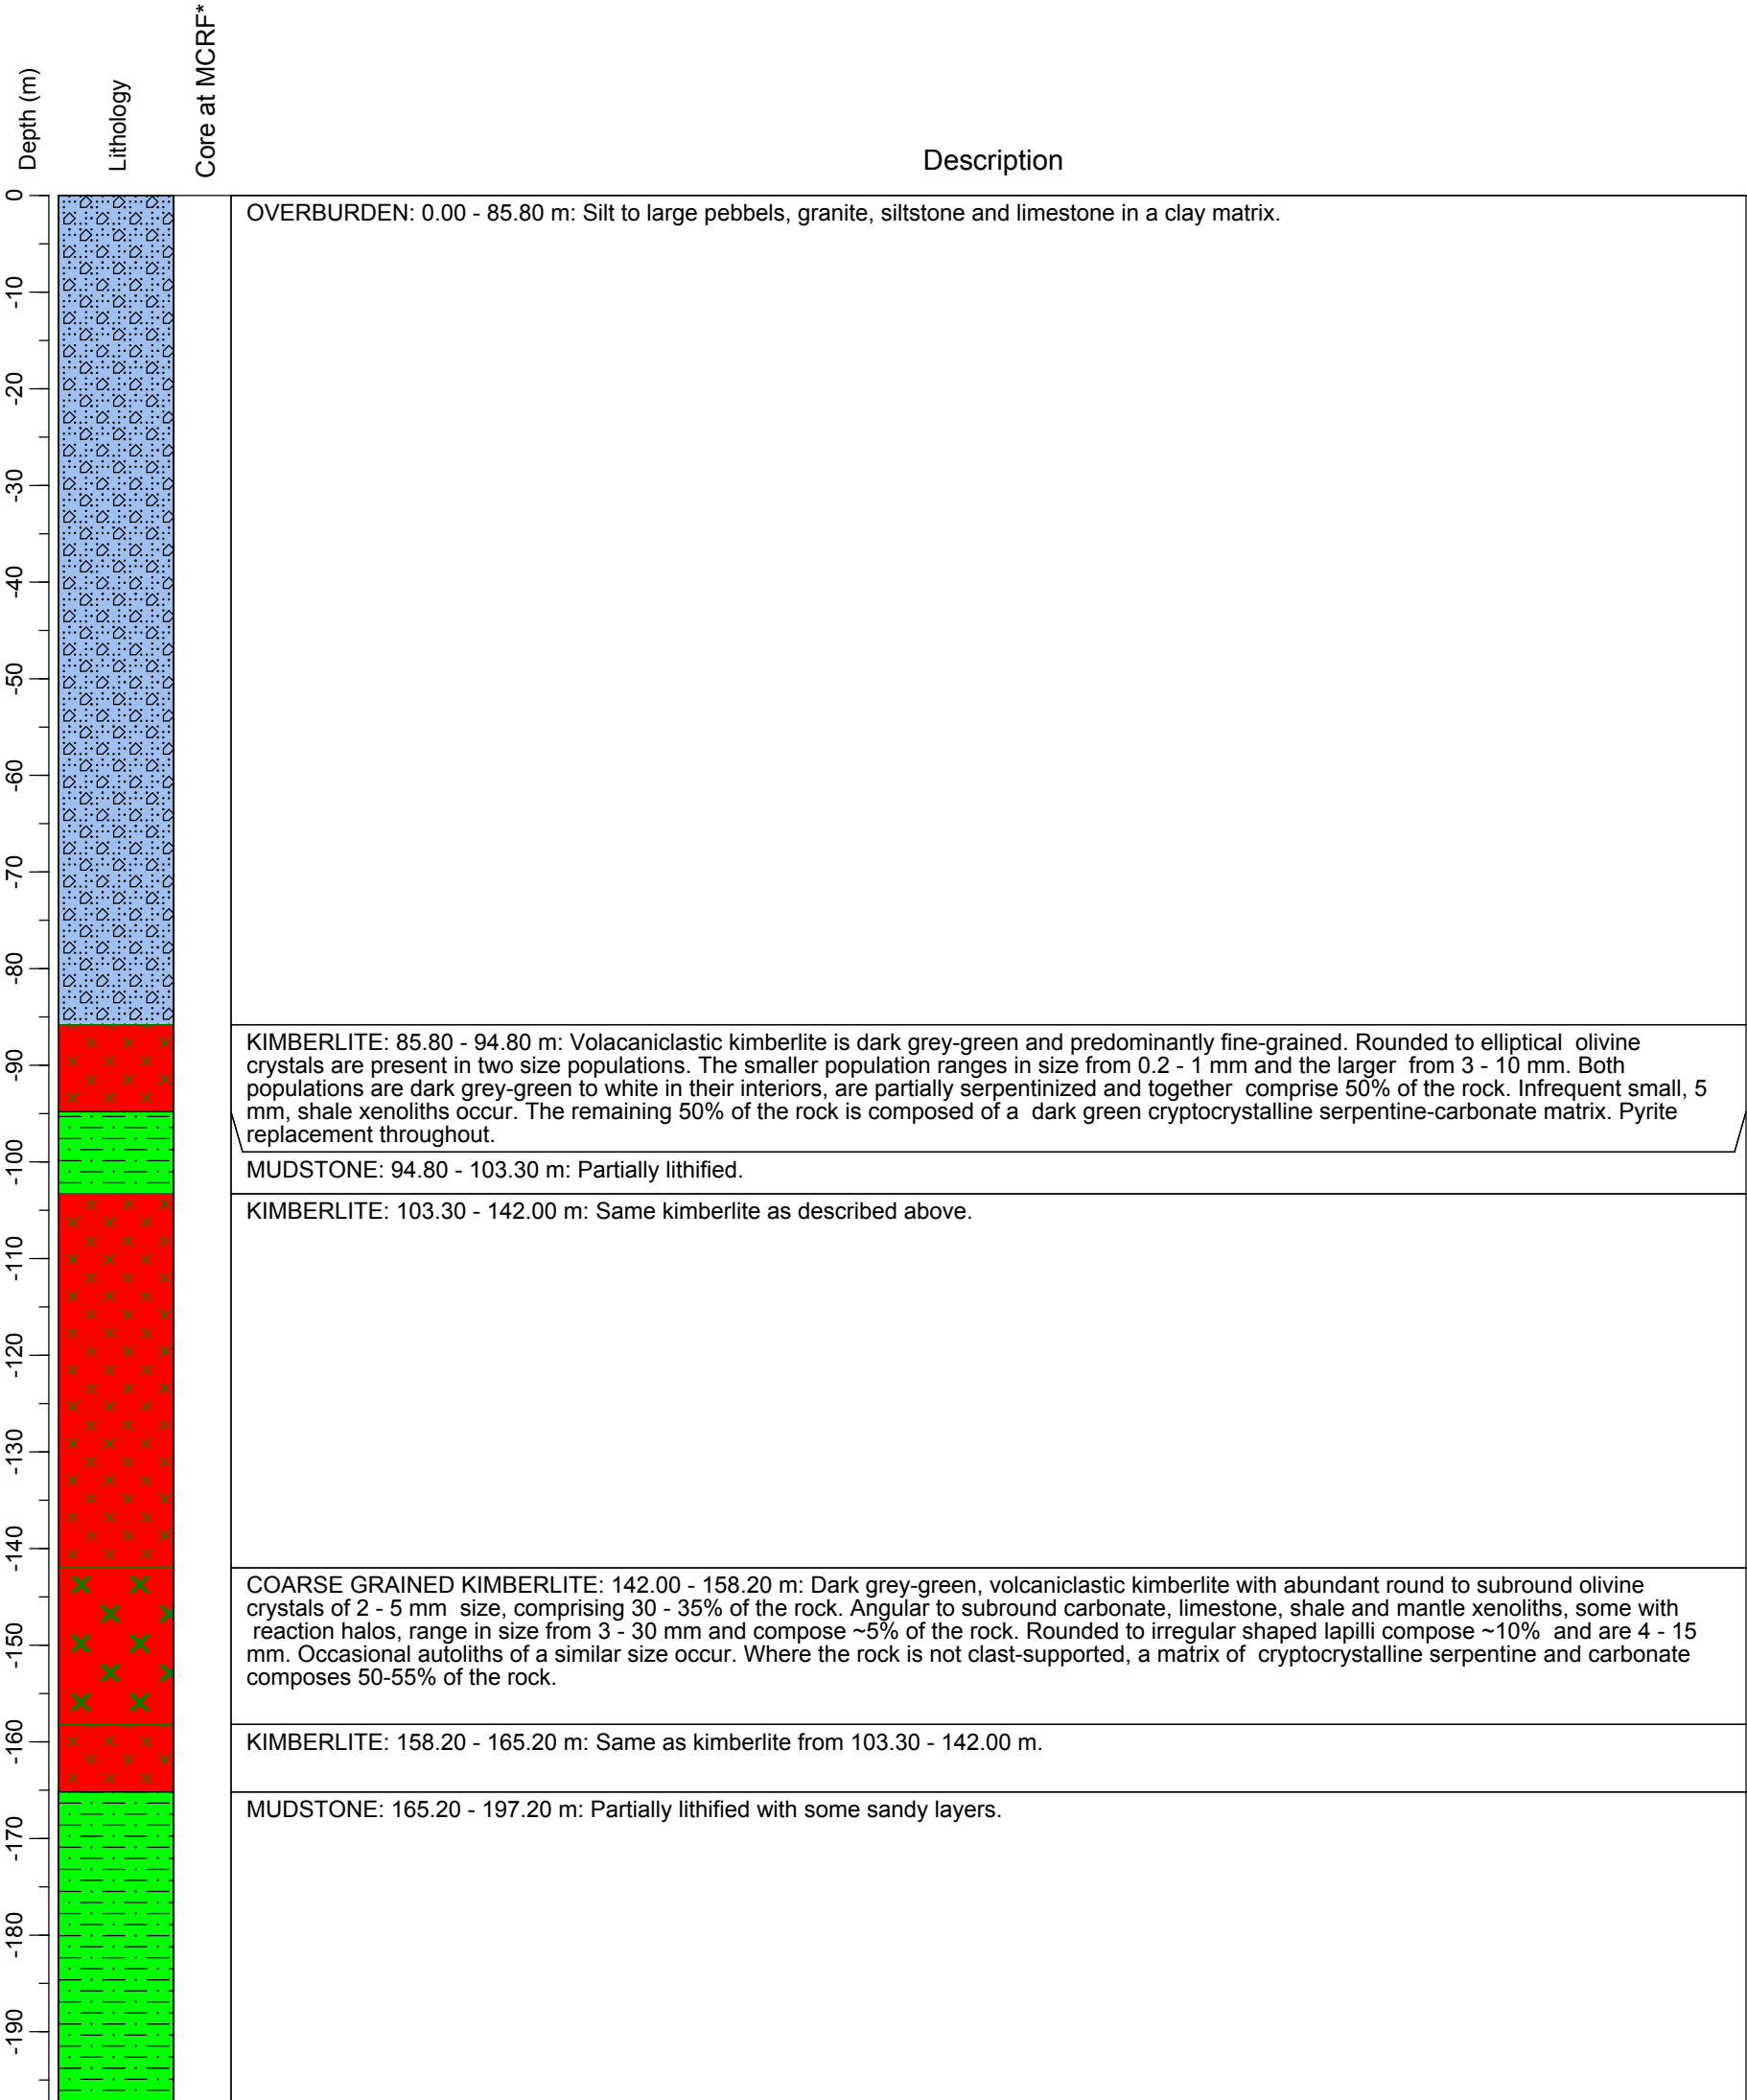 Depth (m)
Lithology
Core at MCRF*
Description
0
OVERBURDEN: 0.00 - 85.80 m: Silt to large pebbels, granite, siltstone and limestone in a clay matrix.
-10
-20
-30
-40
-50
-60
-70
-80
KIMBERLITE: 85.80 - 94.80 m: Volacaniclastic kimberlite is dark grey-green and predominantly fine-grained. Rounded to elliptical olivine
crystals are present in two size populations. The smaller population ranges in size from 0.2 - 1 mm and the larger from 3 - 10 mm. Both
populations are dark grey-green to white in their interiors, are partially serpentinized and together comprise 50% of the rock. Infrequent small, 5
mm, shale xenoliths occur. The remaining 50% of the rock is composed of a dark green cryptocrystalline serpentine-carbonate matrix. Pyrite
replacement throughout.
-90
MUDSTONE: 94.80 - 103.30 m: Partially lithified.
-100
KIMBERLITE: 103.30 - 142.00 m: Same kimberlite as described above.
-110
-120
-130
-140
COARSE GRAINED KIMBERLITE: 142.00 - 158.20 m: Dark grey-green, volcaniclastic kimberlite with abundant round to subround olivine
crystals of 2 - 5 mm size, comprising 30 - 35% of the rock. Angular to subround carbonate, limestone, shale and mantle xenoliths, some with
reaction halos, range in size from 3 - 30 mm and compose ~5% of the rock. Rounded to irregular shaped lapilli compose ~10% and are 4 - 15
mm. Occasional autoliths of a similar size occur. Where the rock is not clast-supported, a matrix of cryptocrystalline serpentine and carbonate
composes 50-55% of the rock.
-150
KIMBERLITE: 158.20 - 165.20 m: Same as kimberlite from 103.30 - 142.00 m.
-160
MUDSTONE: 165.20 - 197.20 m: Partially lithified with some sandy layers.
-170
-180
-190